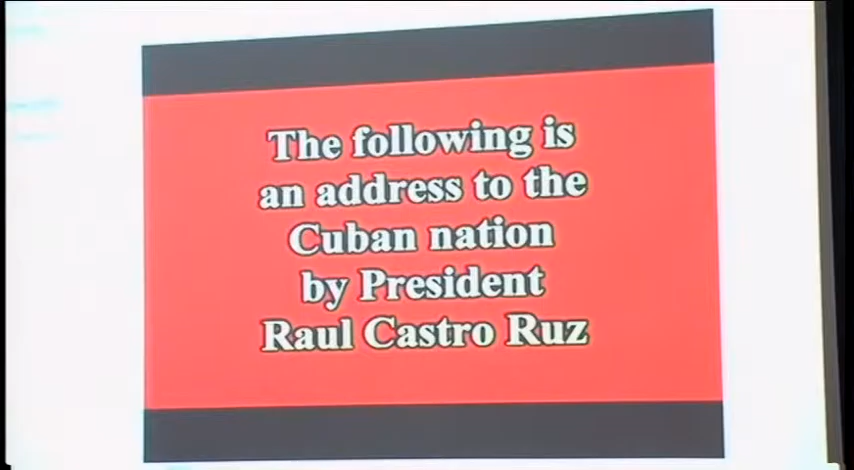 The following is
an address to the
Cuban nation
by President
Raul Castro Ruz